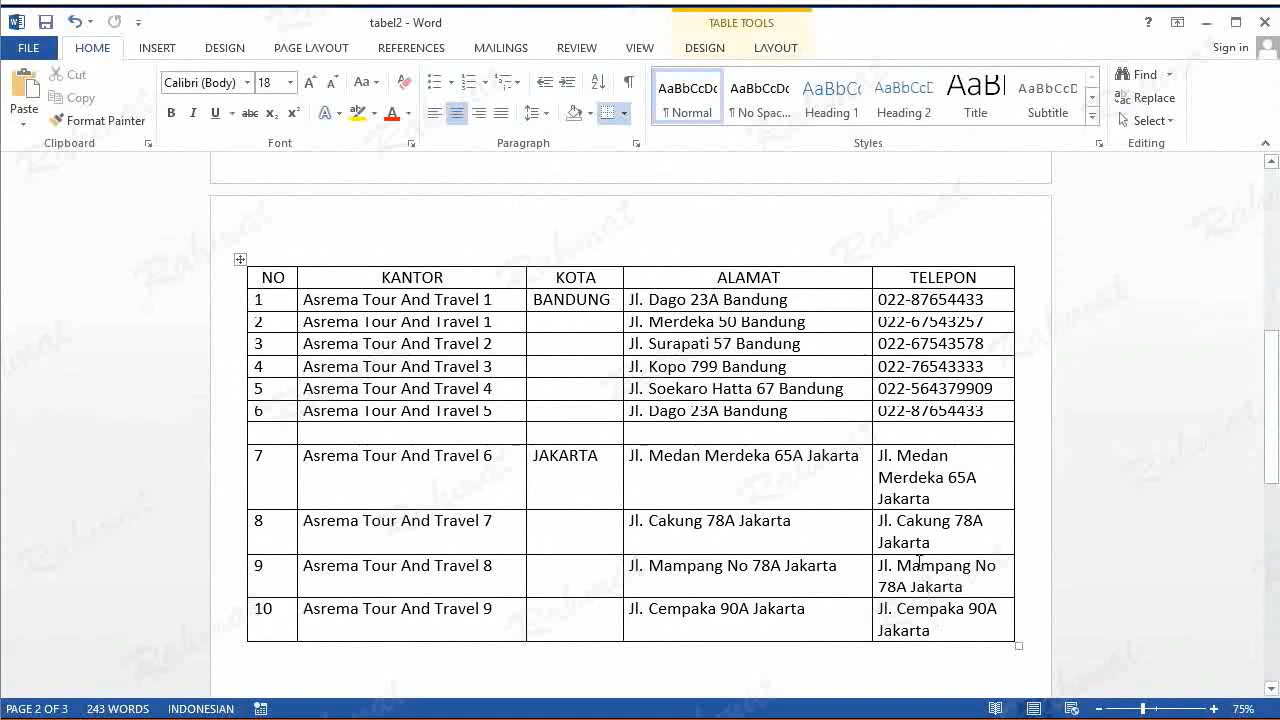 tabel2 - Word
TABLE TOOLS
?
FILE
HOME
INSERT
DESIGN
PAGE LAYOUT
REFERENCES
MAILINGS
REVIEW
VIEW
DESIGN
LAYOUT
Sign in
Paste
Cut
Copy
Format Painter
Clipboard
Calibri (Body)
18
Font
Paragraph
AaBbCcDc
¶ Normal
AaBbCcDc
¶ No Spac...
AaBbCc
Heading 1
AaBbCcD
Heading 2
AaBl
Title
AaBbCcD
Subtitle
Styles
Find
Replace
Select
Editing
NO KANTOR KOTA ALAMAT TELEPON
1 Asrema Tour And Travel 1 BANDUNG Jl. Dago 23A Bandung 022-87654433
2 Asrema Tour And Travel 1 Jl. Merdeka 50 Bandung 022-67543257
3 Asrema Tour And Travel 2 Jl. Surapati 57 Bandung 022-67543578
4 Asrema Tour And Travel 3 Jl. Kopo 799 Bandung 022-76543333
5 Asrema Tour And Travel 4 Jl. Soekaro Hatta 67 Bandung 022-564379909
6 Asrema Tour And Travel 5 Jl. Dago 23A Bandung 022-87654433
7 Asrema Tour And Travel 6 JAKARTA Jl. Medan Merdeka 65A Jakarta Jl. Medan
Merdeka 65A
Jakarta
8 Asrema Tour And Travel 7 Jl. Cakung 78A Jakarta Jl. Cakung 78A
Jakarta
9 Asrema Tour And Travel 8 Jl. Mampang No 78A Jakarta Jl. Mampang No
78A Jakarta
10 Asrema Tour And Travel 9 Jl. Cempaka 90A Jakarta Jl. Cempaka 90A
Jakarta
PAGE 2 OF 3
243 WORDS
INDONESIAN
75%